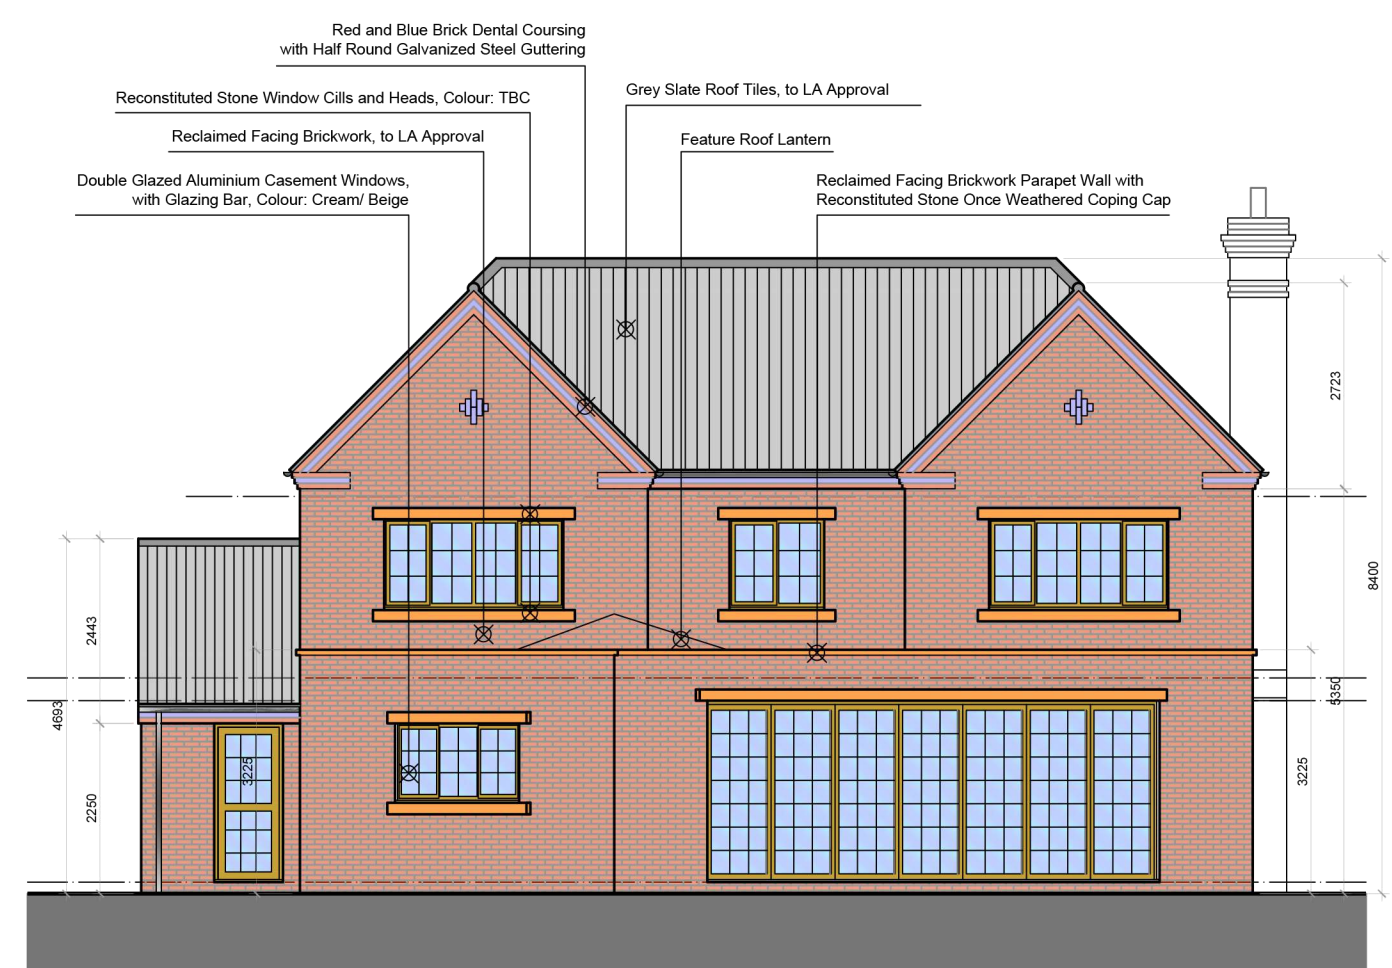 Red and Blue Brick Dental Coursing
with Half Round Galvanized Steel Guttering
Reconstituted Stone Window Cills and Heads, Colour: TBC
Grey Slate Roof Tiles, to LA Approval
Reclaimed Facing Brickwork, to LA Approval
Feature Roof Lantern
Double Glazed Aluminium Casement Windows,
with Glazing Bar, Colour: Cream/ Beige
Reclaimed Facing Brickwork Parapet Wall with
Reconstituted Stone Once Weathered Coping Cap
2723
8400
2443
5350
4693
3225
3225
2250